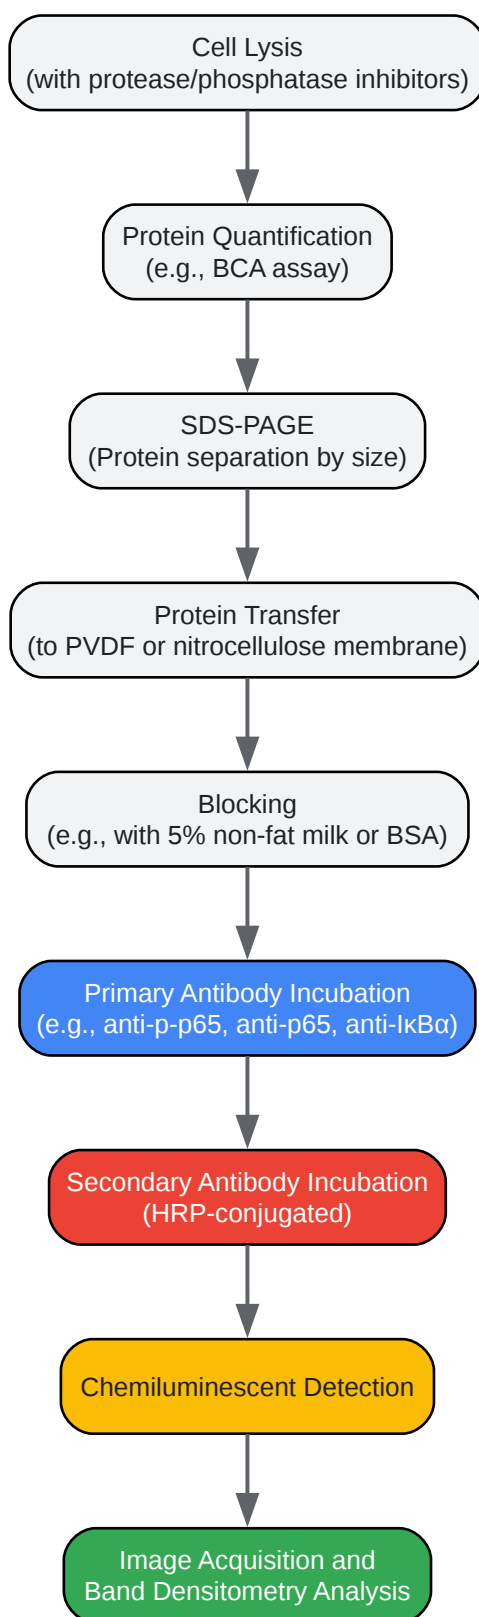 Cell Lysis
(with protease/phosphatase inhibitors)
Protein Quantification
(e.g., BCA assay)
SDS-PAGE
(Protein separation by size)
Protein Transfer
(to PVDF or nitrocellulose membrane)
Blocking
(e.g., with 5% non-fat milk or BSA)
Primary Antibody Incubation
(e.g., anti-p-p65, anti-p65, anti-IκBα)
Secondary Antibody Incubation
(HRP-conjugated)
Chemiluminescent Detection
Image Acquisition and
Band Densitometry Analysis